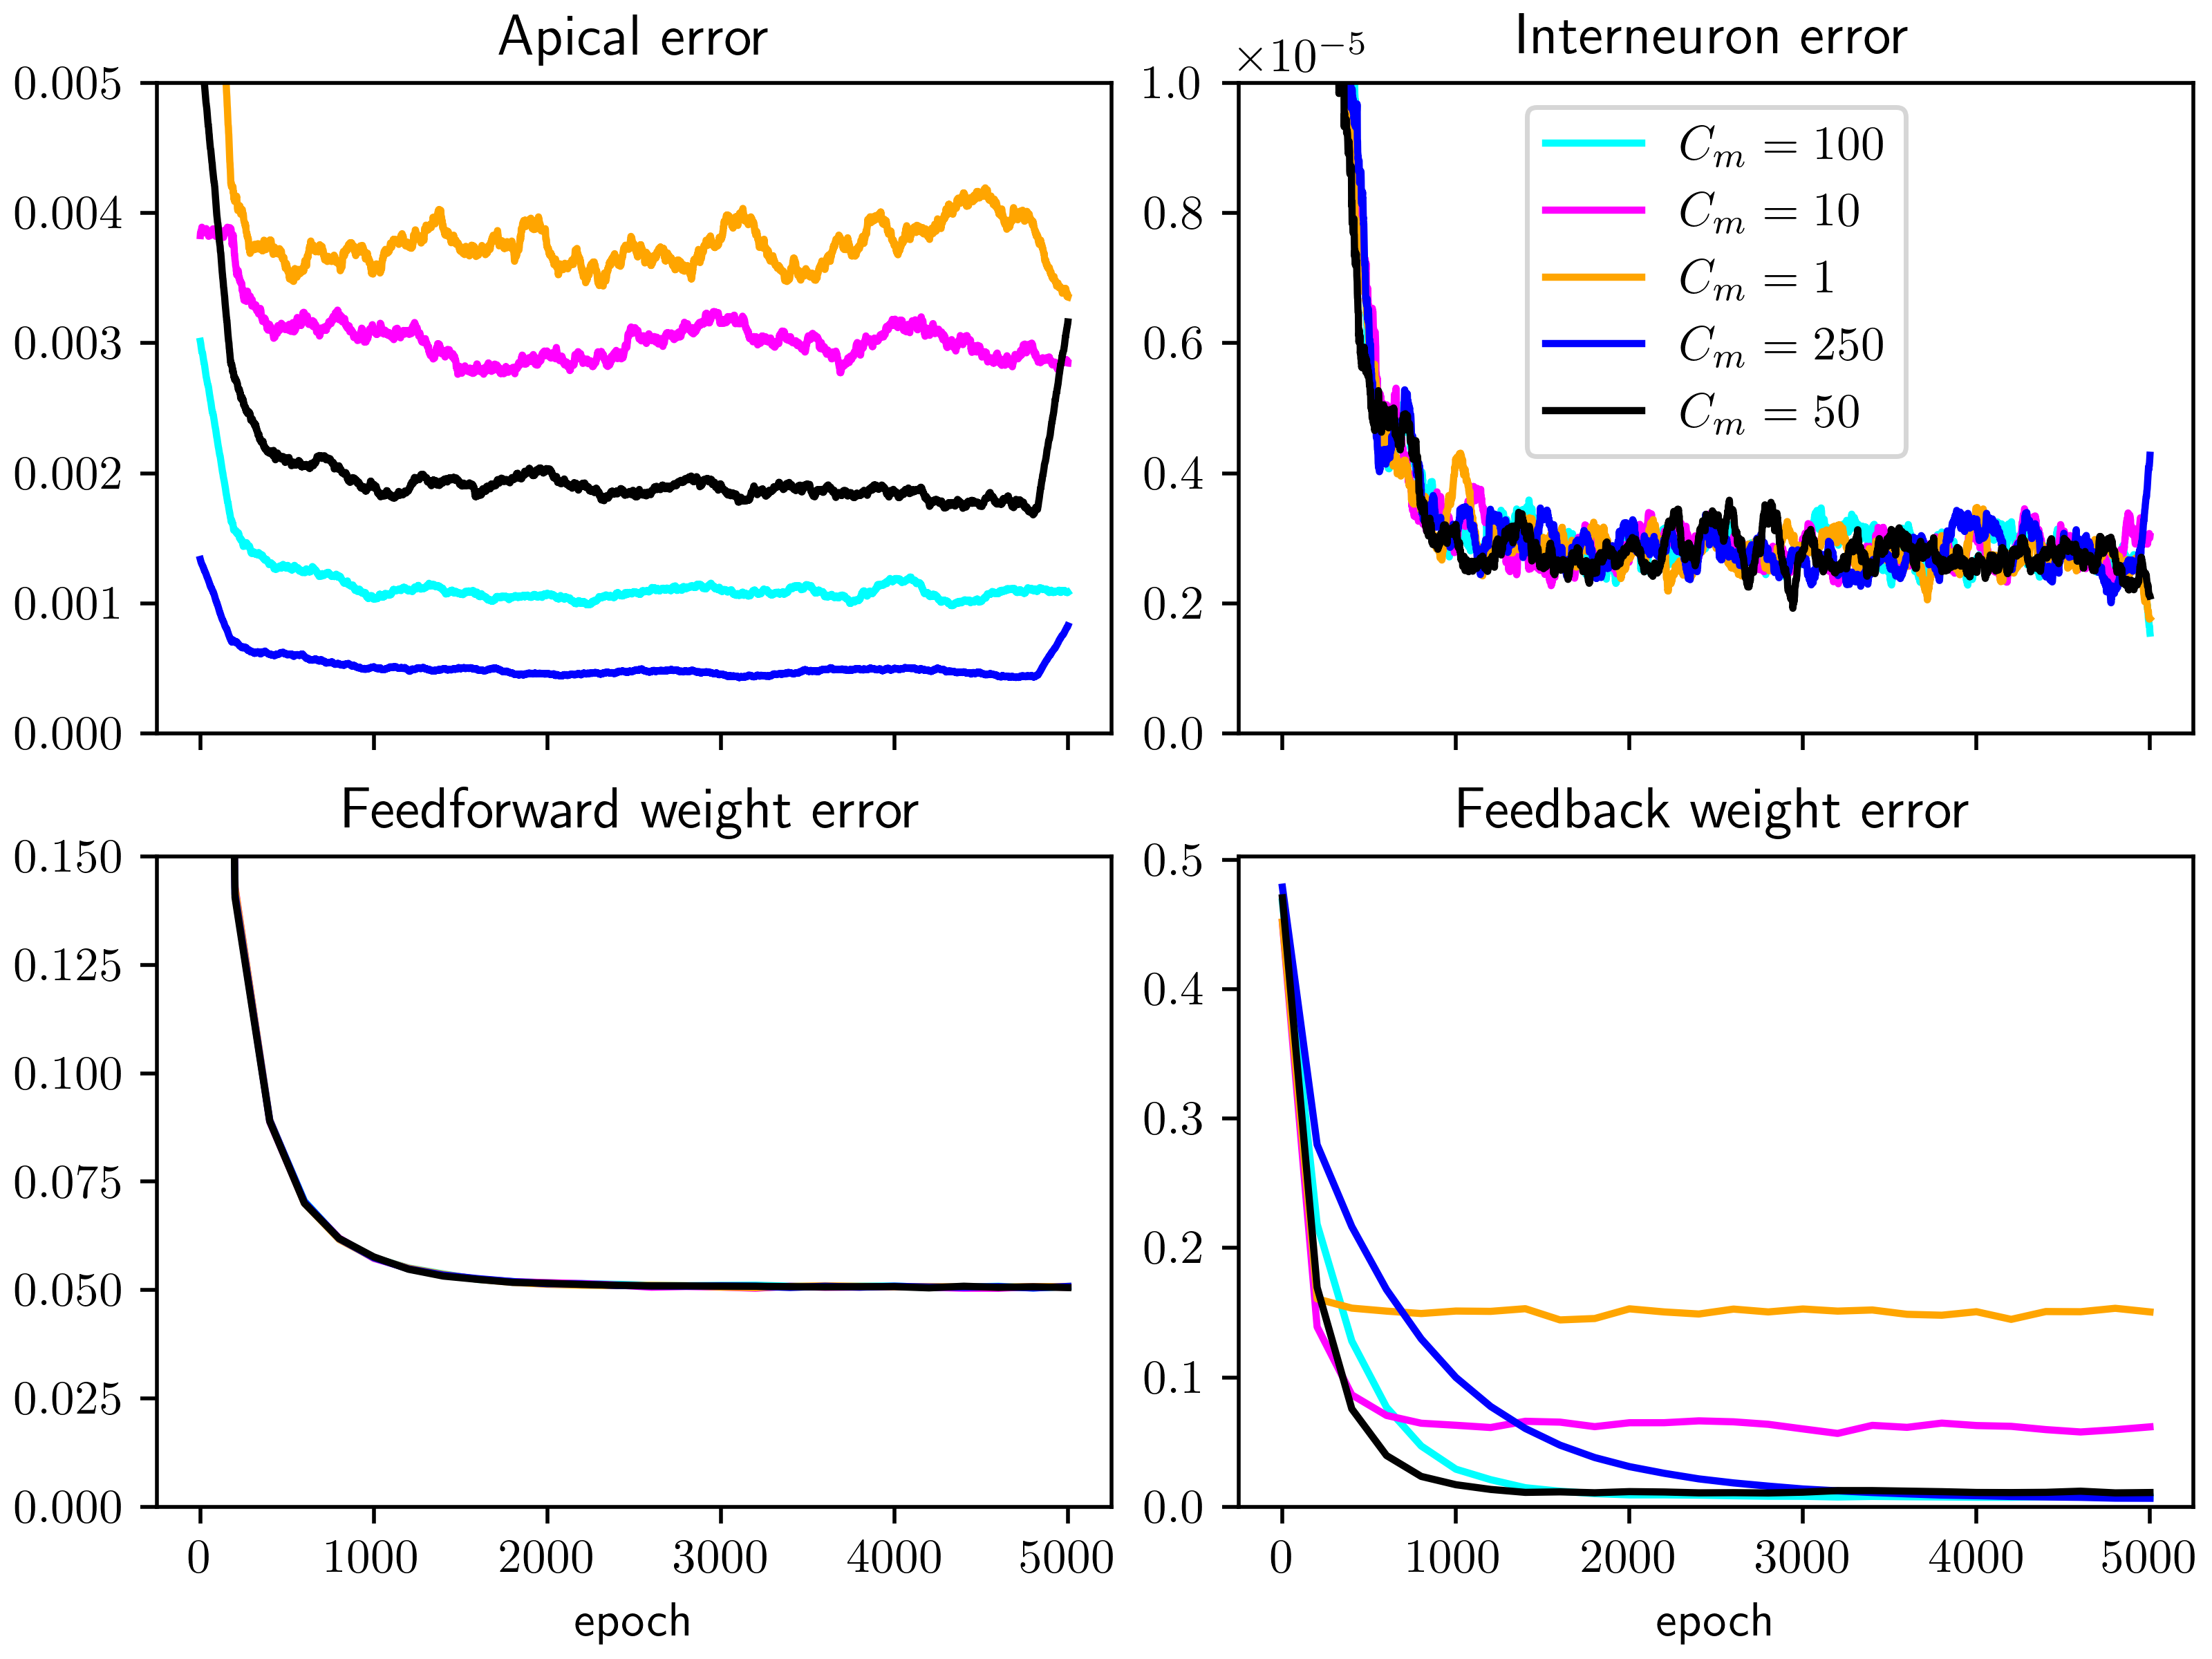 Apical error
0.005
0.004
0.003
0.002
0.001
0.000
Interneuron error
×10⁻⁵
1.0
0.8
0.6
0.4
0.2
0.0
C_m = 100
C_m = 10
C_m = 1
C_m = 250
C_m = 50
Feedforward weight error
0.150
0.125
0.100
0.075
0.050
0.025
0.000
0 1000 2000 3000 4000 5000
epoch
Feedback weight error
0.5
0.4
0.3
0.2
0.1
0.0
0 1000 2000 3000 4000 5000
epoch